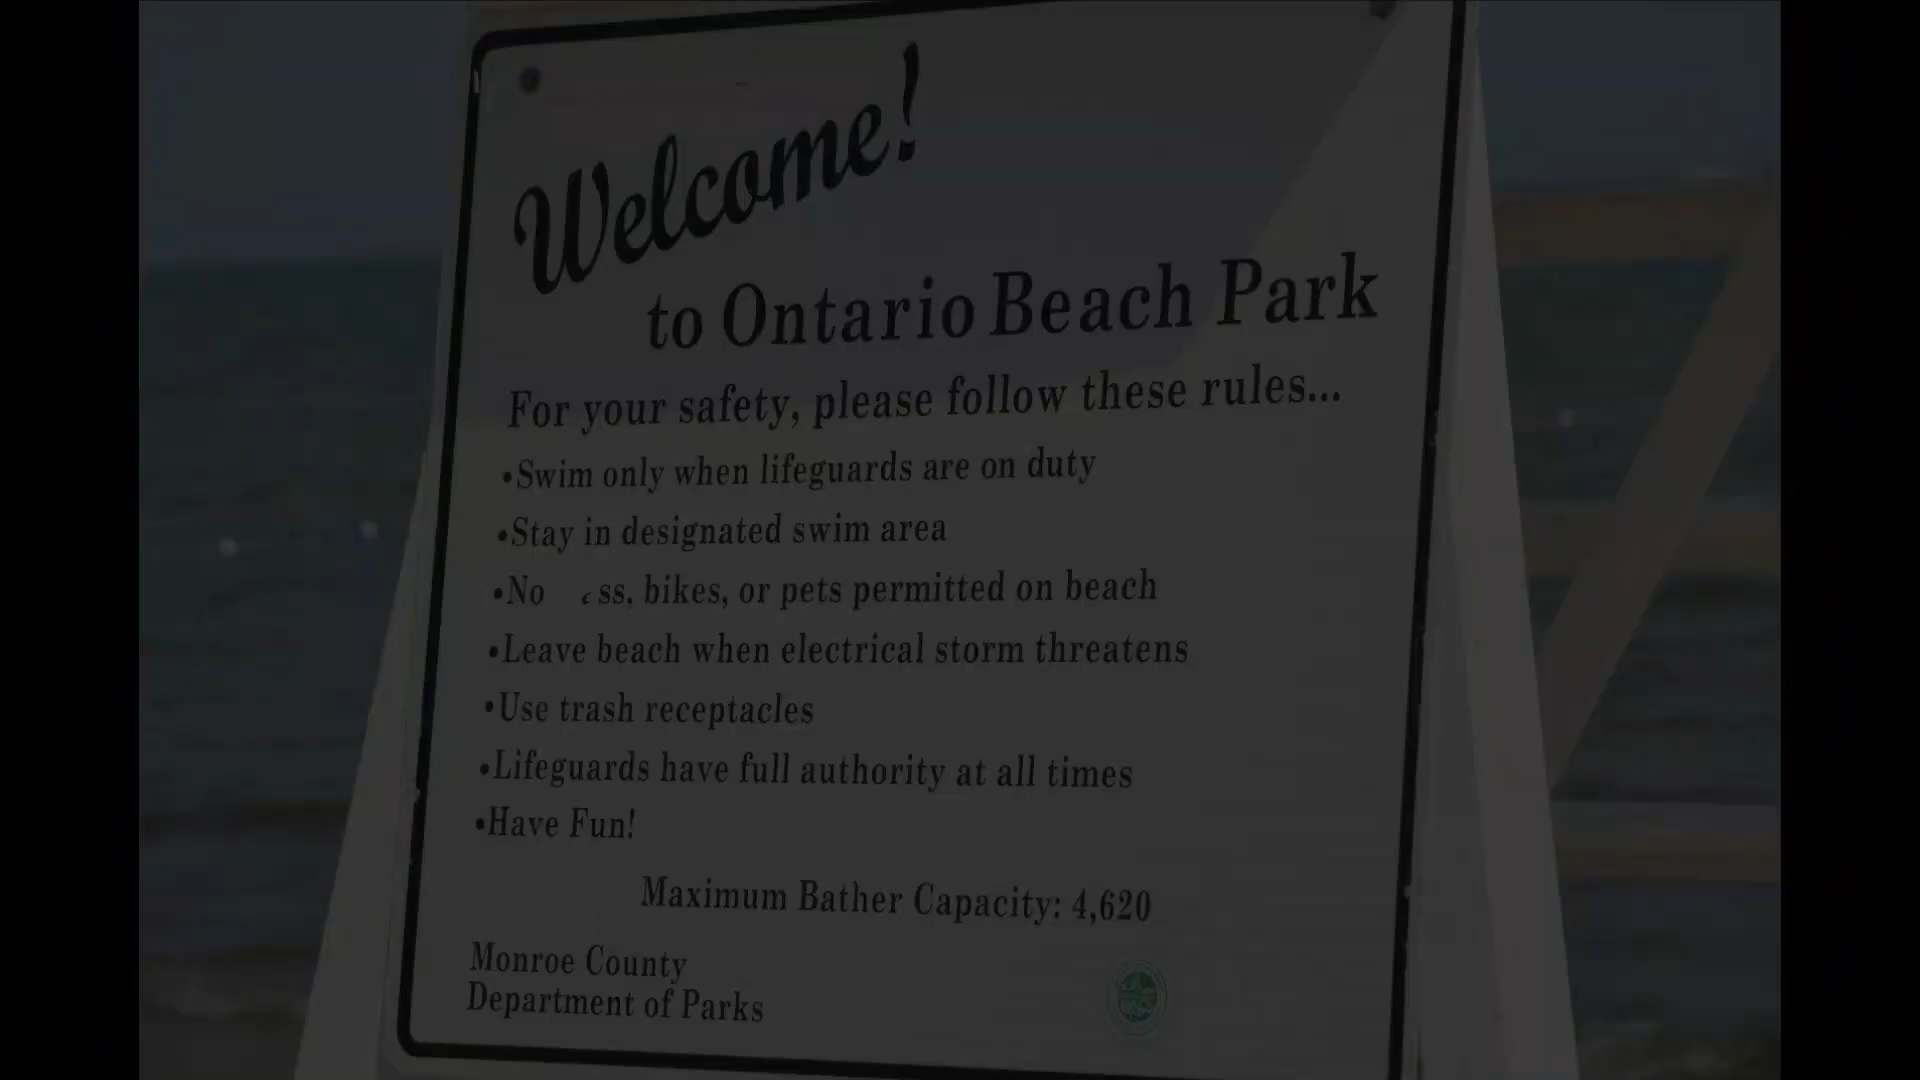 Welcome!
to Ontario Beach Park
For your safety, please follow these rules...
•Swim only when lifeguards are on duty
•Stay in designated swim area
•No ss, bikes, or pets permitted on beach
•Leave beach when electrical storm threatens
•Use trash receptacles
•Lifeguards have full authority at all times
•Have Fun!
Maximum Bather Capacity: 4,620
Monroe County
Department of Parks